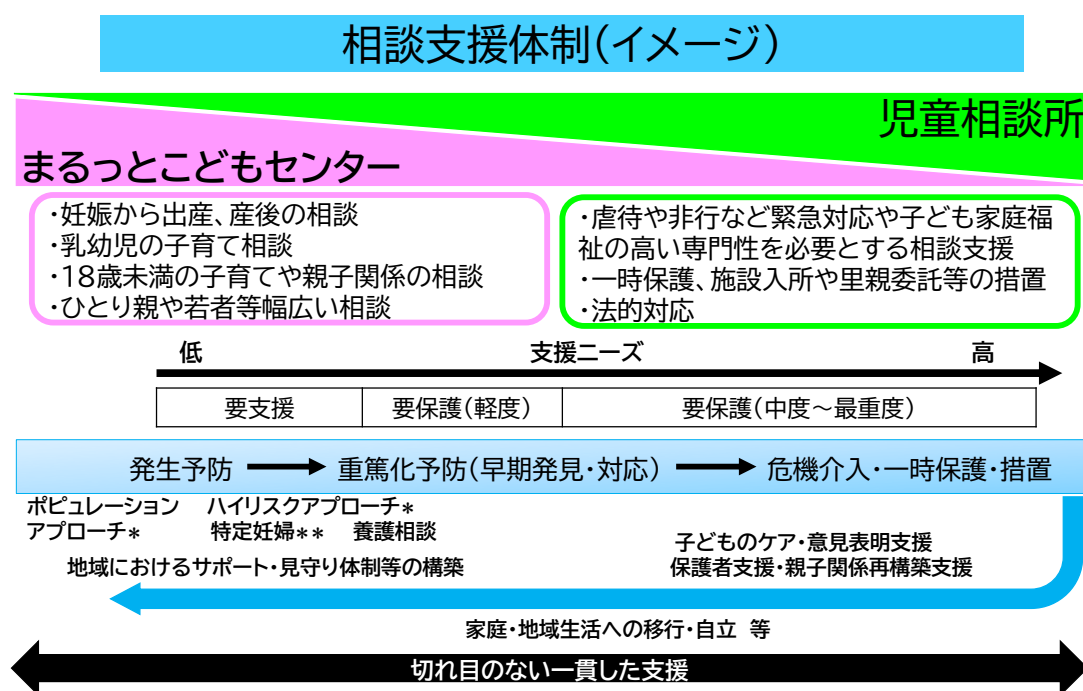 相談支援体制(イメージ)
児童相談所
まるっとこどもセンター
・妊娠から出産、産後の相談
・乳幼児の子育て相談
・18歳未満の子育てや親子関係の相談
・ひとり親や若者等幅広い相談
・虐待や非行など緊急対応や子ども家庭福
祉の高い専門性を必要とする相談支援
・一時保護、施設入所や里親委託等の措置
・法的対応
低 支援ニーズ 高
要支援 要保護(軽度) 要保護(中度～最重度)
発生予防 重篤化予防(早期発見・対応) 危機介入・一時保護・措置
ポピュレーション
アプローチ*
ハイリスクアプローチ*
特定妊婦** 養護相談
地域におけるサポート・見守り体制等の構築
子どものケア・意見表明支援
保護者支援・親子関係再構築支援
家庭・地域生活への移行・自立 等
切れ目のない一貫した支援